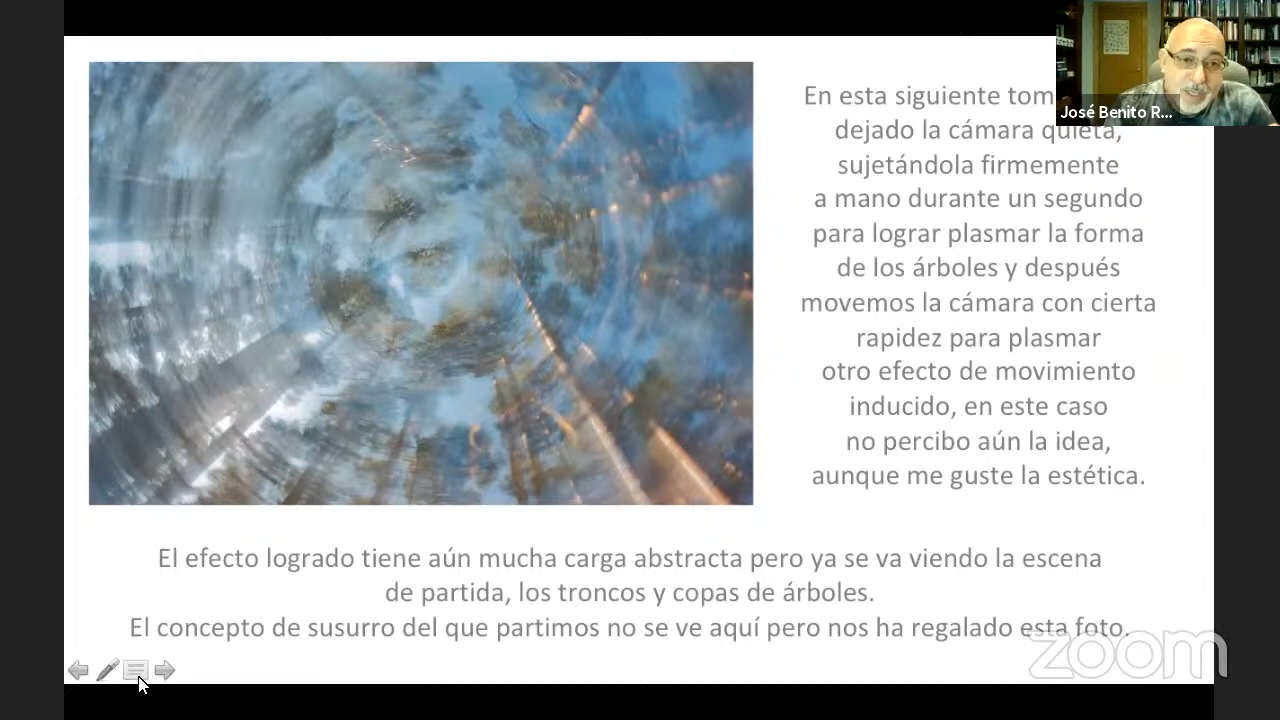 En esta siguiente
José Benito R...
dejado la cámara quieta,
sujetándola firmemente
a mano durante un segundo
para lograr plasmar la forma
de los árboles y después
movemos la cámara con cierta
rapidez para plasmar
otro efecto de movimiento
inducido, en este caso
no percibo aún la idea,
aunque me guste la estética.
El efecto logrado tiene aún mucha carga abstracta pero ya se va viendo la escena
de partida, los troncos y copas de árboles.
El concepto de susurro del que partimos no se ve aquí pero nos ha regalado esta foto.
zoom